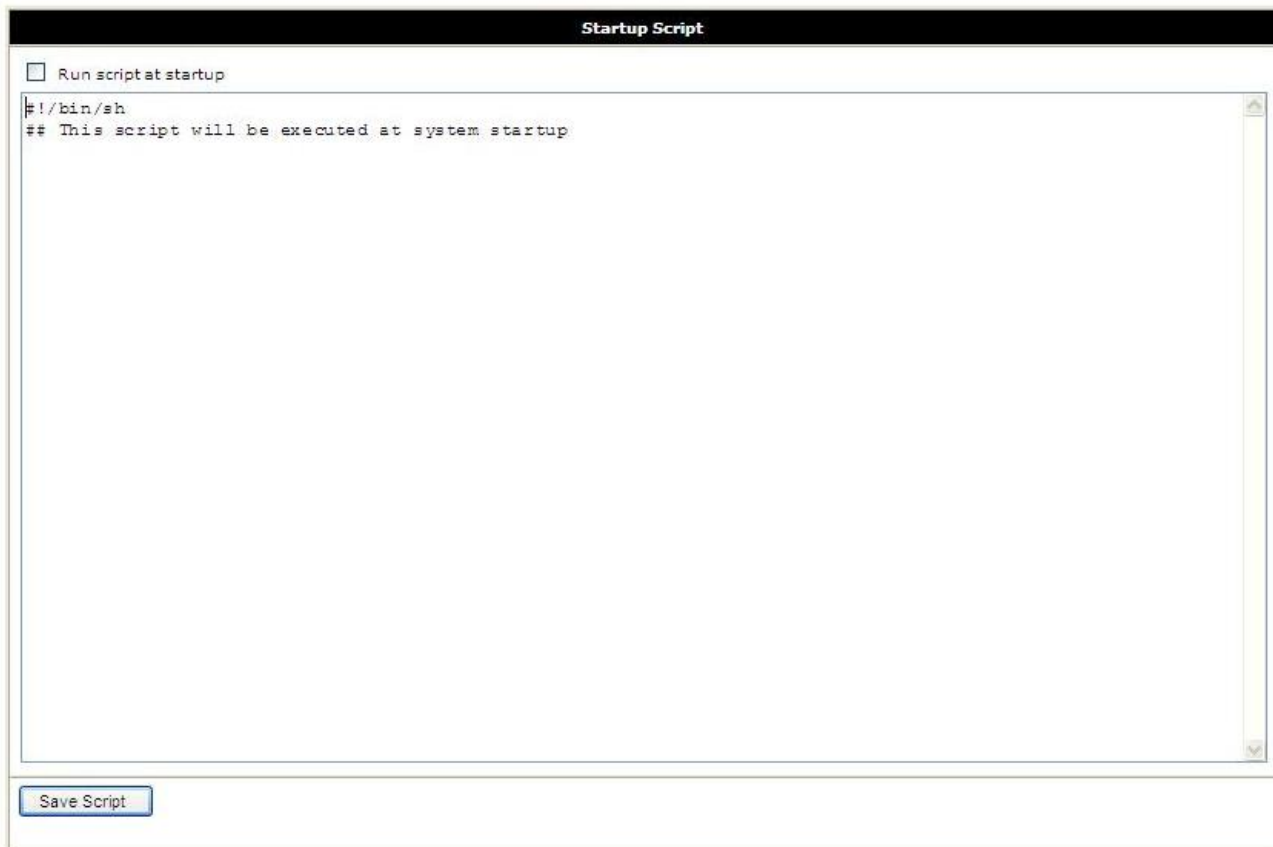 Startup Script
Run script at startup
#!/bin/sh
## This script will be executed at system startup
Save Script